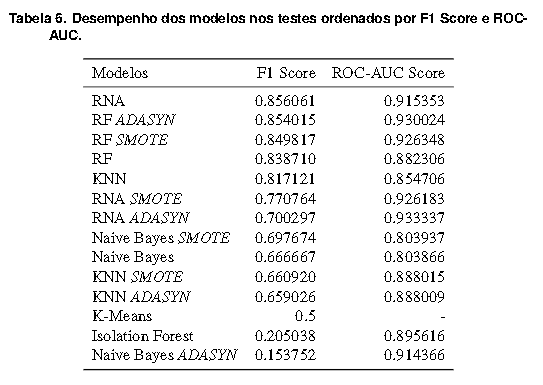 Tabela 6. Desempenho dos modelos nos testes ordenados por F1 Score e ROC-
AUC.
Modelos F1 Score ROC-AUC Score
RNA 0.856061 0.915353
RF ADASYN 0.854015 0.930024
RF SMOTE 0.849817 0.926348
RF 0.838710 0.882306
KNN 0.817121 0.854706
RNA SMOTE 0.770764 0.926183
RNA ADASYN 0.700297 0.933337
Naive Bayes SMOTE 0.697674 0.803937
Naive Bayes 0.666667 0.803866
KNN SMOTE 0.660920 0.888015
KNN ADASYN 0.659026 0.888009
K-Means 0.5 -
Isolation Forest 0.205038 0.895616
Naive Bayes ADASYN 0.153752 0.914366